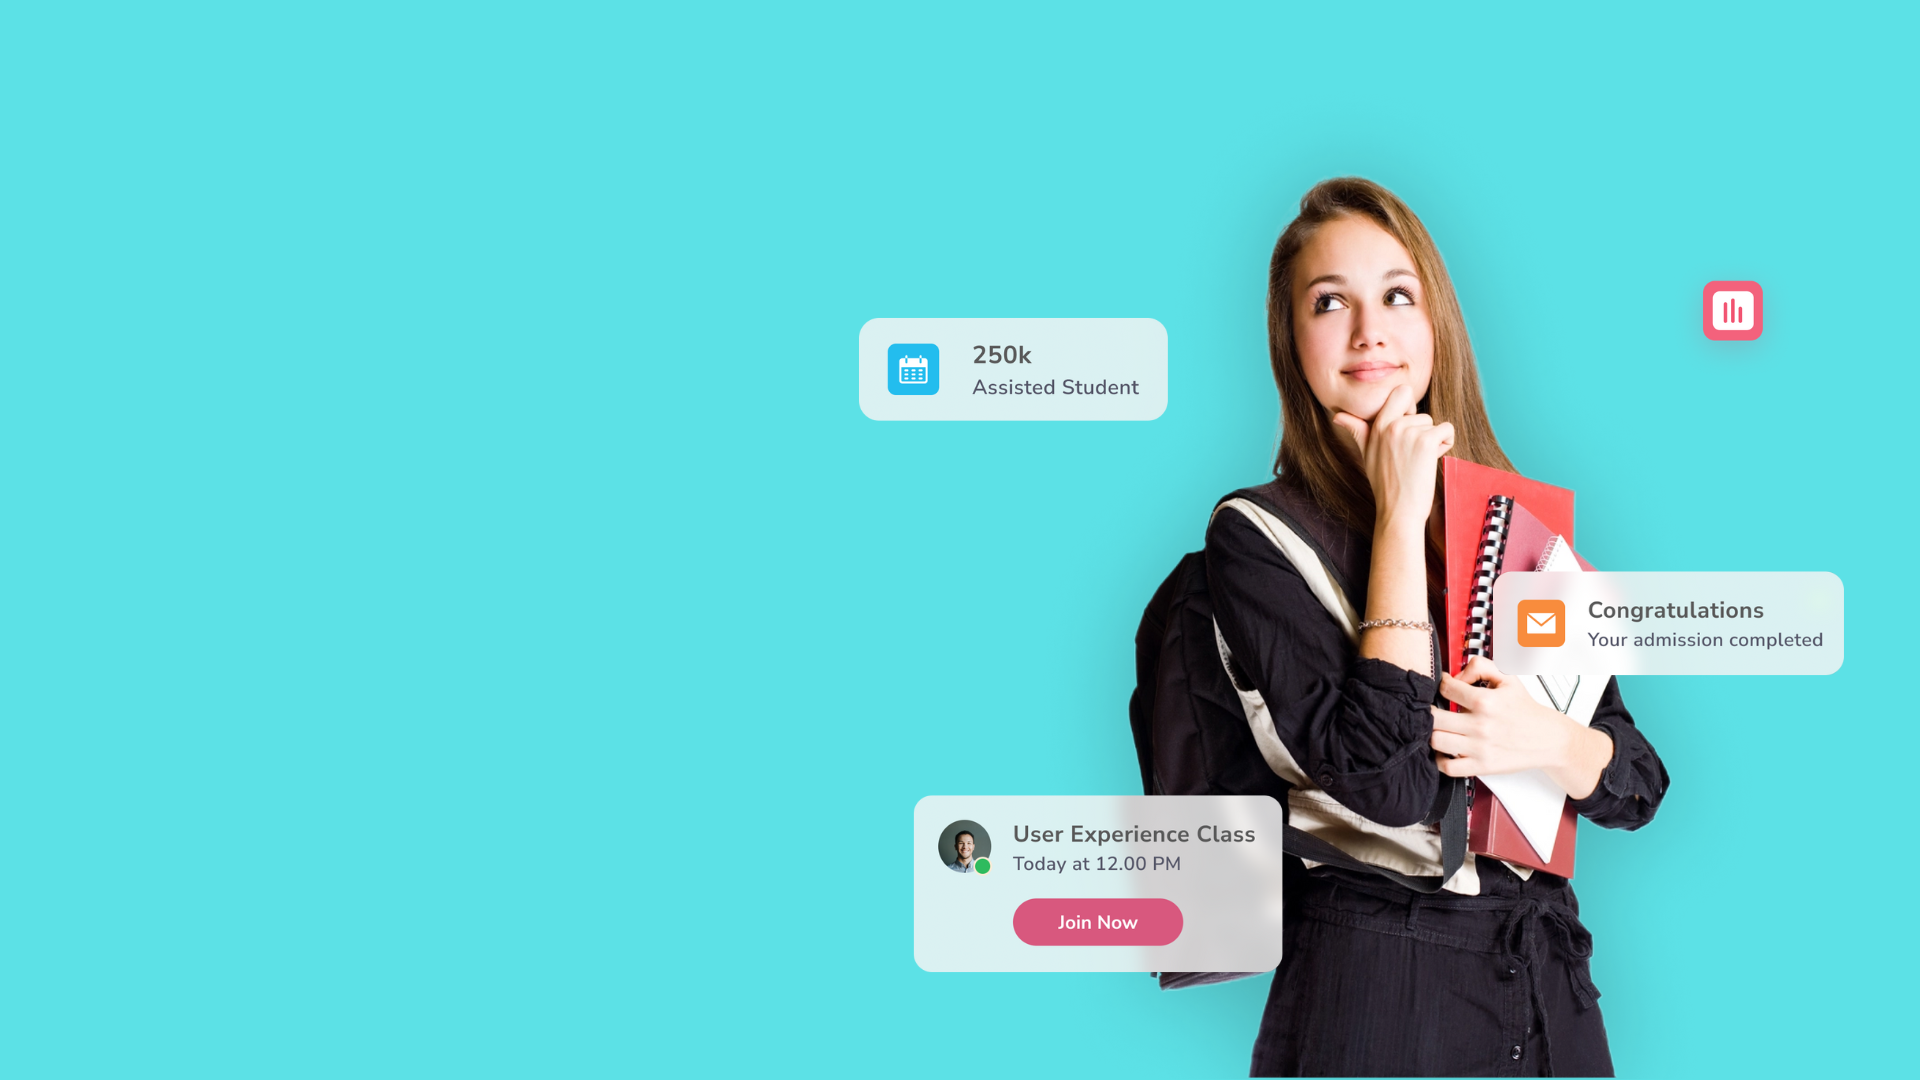 250k
Assisted Student
Congratulations
Your admission completed
User Experience Class
Today at 12.00 PM
Join Now